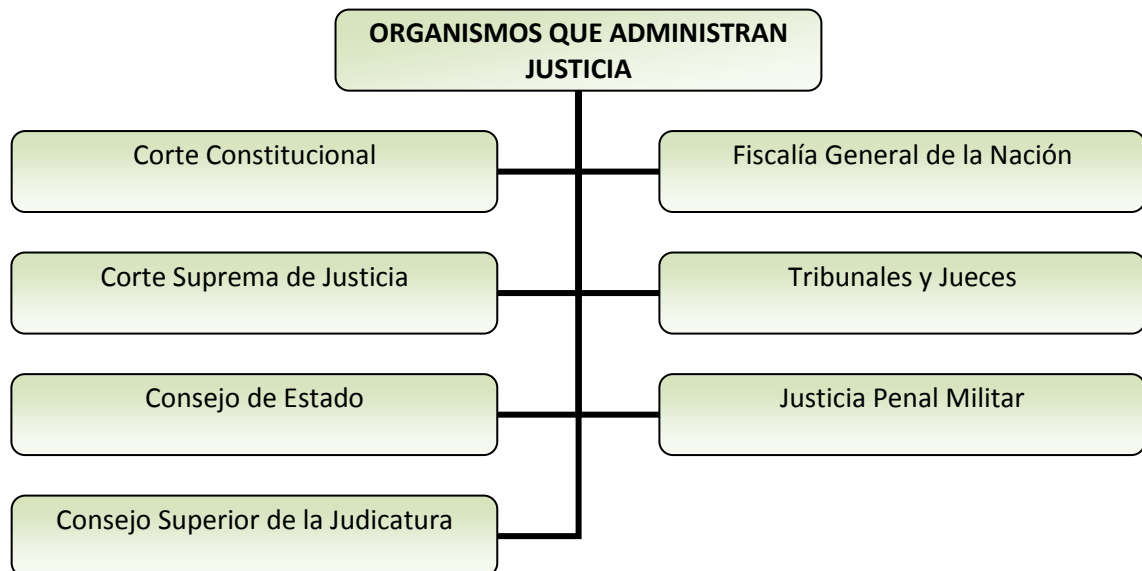 ORGANISMOS QUE ADMINISTRAN
JUSTICIA
Corte Constitucional
Fiscalía General de la Nación
Corte Suprema de Justicia
Tribunales y Jueces
Consejo de Estado
Justicia Penal Militar
Consejo Superior de la Judicatura